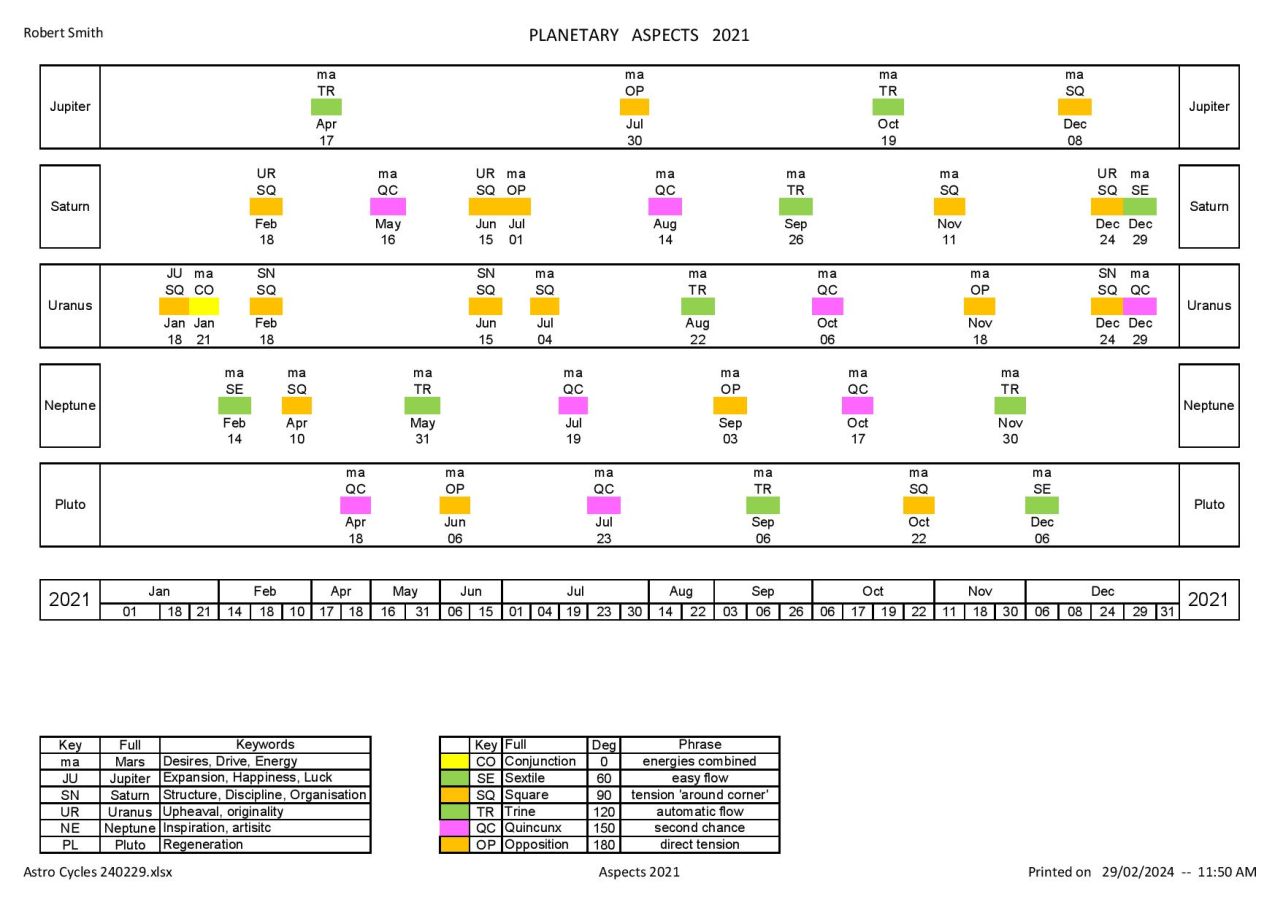 Robert Smith
PLANETARY ASPECTS 2021
ma ma ma ma
TR OP TR SQ
Jupiter Jupiter
Apr Jul Oct Dec
17 30 19 08
UR ma UR ma ma ma ma UR ma
SQ QC SQ OP QC TR SQ SQ SE
Saturn Saturn
Feb May Jun Jul Aug Sep Nov Dec Dec
18 16 15 01 14 26 11 24 29
JU ma SN SN ma ma ma ma SN ma
SQ CO SQ SQ SQ TR QC OP SQ QC
Uranus Uranus
Jan Jan Feb Jun Jul Aug Oct Nov Dec Dec
18 21 18 15 04 22 06 18 24 29
ma ma ma ma ma ma ma
SE SQ TR QC OP QC TR
Neptune Neptune
Feb Apr May Jul Sep Oct Nov
14 10 31 19 03 17 30
ma ma ma ma ma ma
QC OP QC TR SQ SE
Pluto Pluto
Apr Jun Jul Sep Oct Dec
18 06 23 06 22 06
2021 Jan Feb Apr May Jun Jul Aug Sep Oct Nov Dec 2021
01 18 21 14 18 10 17 18 16 31 06 15 01 04 19 23 30 14 22 03 06 26 06 17 19 22 11 18 30 06 08 24 29 31
Key Full Keywords
ma Mars Desires, Drive, Energy
JU Jupiter Expansion, Happiness, Luck
SN Saturn Structure, Discipline, Organisation
UR Uranus Upheaval, originality
NE Neptune Inspiration, artisitc
PL Pluto Regeneration
Key Full Deg Phrase
CO Conjunction 0 energies combined
SE Sextile 60 easy flow
SQ Square 90 tension 'around corner'
TR Trine 120 automatic flow
QC Quincunx 150 second chance
OP Opposition 180 direct tension
Astro Cycles 240229.xlsx
Aspects 2021
Printed on 29/02/2024 -- 11:50 AM